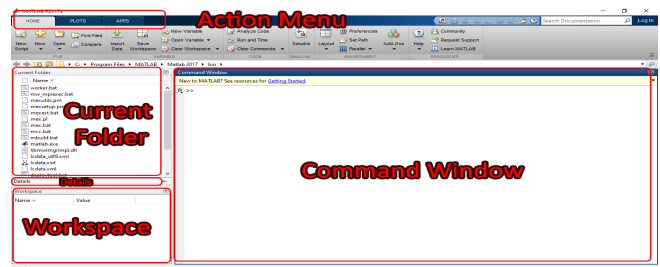 MATLAB R2017a
HOME PLOTS APPS
Action Menu
Search Documentation
Log In
New Script New Open Find Files Compare
Import Data Save Workspace New Variable Open Variable Clear Workspace
Analyze Code Run and Time Clear Commands
Simulink Layout Preferences Set Path Parallel Add-Ons
Help Community Request Support Learn MATLAB
FILE VARIABLE CODE SIMULINK ENVIRONMENT RESOURCES
C: Program Files MATLAB Matlab 2017 bin
Current Folder
Name
worker.bat
mw_mpiexec.bat
mexutils.pm
mexsetup.pm
mexext.bat
mex.pl
mex.bat
mcc.bat
mbuild.bat
matlab.exe
libmwlmgrimpl.dll
lcdata_utf8.xml
lcdata.xsd
lcdata.xml
Current
Folder
Details
Details
Workspace
Name Value
Workspace
Command Window
New to MATLAB? See resources for Getting Started.
fx >>
Command Window